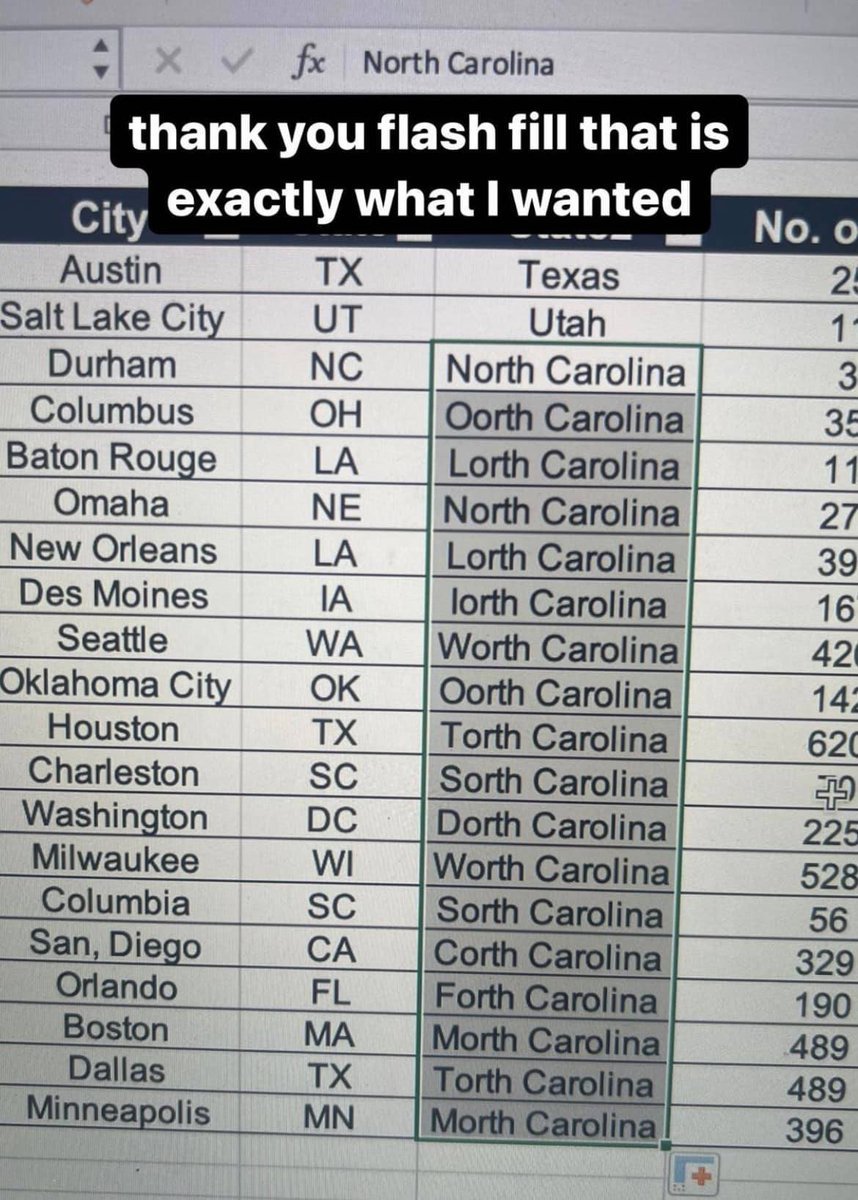 fx North Carolina
thank you flash fill that is
exactly what I wanted
City No. o
Austin TX Texas
Salt Lake City UT Utah
Durham NC North Carolina 3
Columbus OH Oorth Carolina 35
Baton Rouge LA Lorth Carolina 11
Omaha NE North Carolina 27
New Orleans LA Lorth Carolina 39
Des Moines IA Iorth Carolina 16
Seattle WA Worth Carolina 420
Oklahoma City OK Oorth Carolina 142
Houston TX Torth Carolina 620
Charleston SC Sorth Carolina
Washington DC Dorth Carolina 225
Milwaukee WI Worth Carolina 528
Columbia SC Sorth Carolina 56
San, Diego CA Corth Carolina 329
Orlando FL Forth Carolina 190
Boston MA Morth Carolina 489
Dallas TX Torth Carolina 489
Minneapolis MN Morth Carolina 396